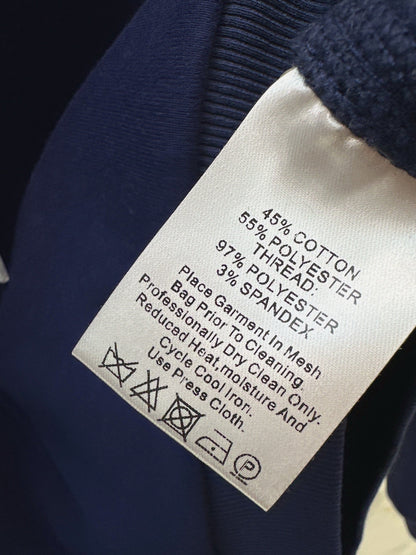 45% COTTON
55% POLYESTER
THREAD:
97% POLYESTER
3% SPANDEX
Place Garment In Mesh
Bag Prior To Cleaning.
Professionally Dry Clean Only.
Reduced Heat,moisture And
Cycle Cool Iron.
Use Press Cloth.
P